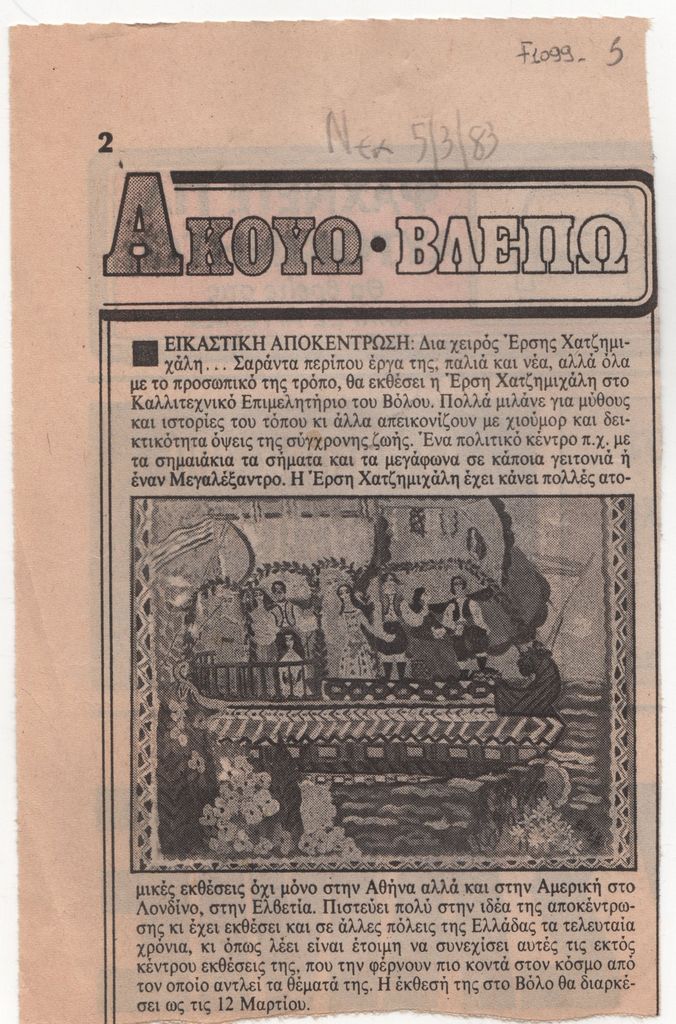 F1099. 5
Νεα 5/3/83
2
ΑΚΟΥΩ • ΒΛΕΠΩ
ΕΙΚΑΣΤΙΚΗ ΑΠΟΚΕΝΤΡΩΣΗ: Δια χειρός Έρσης Χατζημι-
χάλη... Σαράντα περίπου έργα της, παλιά και νέα, αλλά όλα
με το προσωπικό της τρόπο, θα εκθέσει η Έρση Χατζημιχάλη στο
Καλλιτεχνικό Επιμελητήριο του Βόλου. Πολλά μιλάνε για μύθους
και ιστορίες του τόπου κι άλλα απεικονίζουν με χιούμορ και δει-
κτικότητα όψεις της σύγχρονης ζωής. Ένα πολιτικό κέντρο π.χ. με
τα σημαιάκια τα σήματα και τα μεγάφωνα σε κάποια γειτονιά ή
έναν Μεγαλέξαντρο. Η Έρση Χατζημιχάλη έχει κάνει πολλές ατο-
μικές εκθέσεις όχι μόνο στην Αθήνα αλλά και στην Αμερική στο
Λονδίνο, στην Ελβετία. Πιστεύει πολύ στην ιδέα της αποκέντρω-
σης κι έχει εκθέσει και σε άλλες πόλεις της Ελλάδας τα τελευταία
χρόνια, κι όπως λέει είναι έτοιμη να συνεχίσει αυτές τις εκτός
κέντρου εκθέσεις της, που την φέρνουν πιο κοντά στον κόσμο από
τον οποίο αντλεί τα θέματά της. Η έκθεσή της στο Βόλο θα διαρκέ-
σει ως τις 12 Μαρτίου.